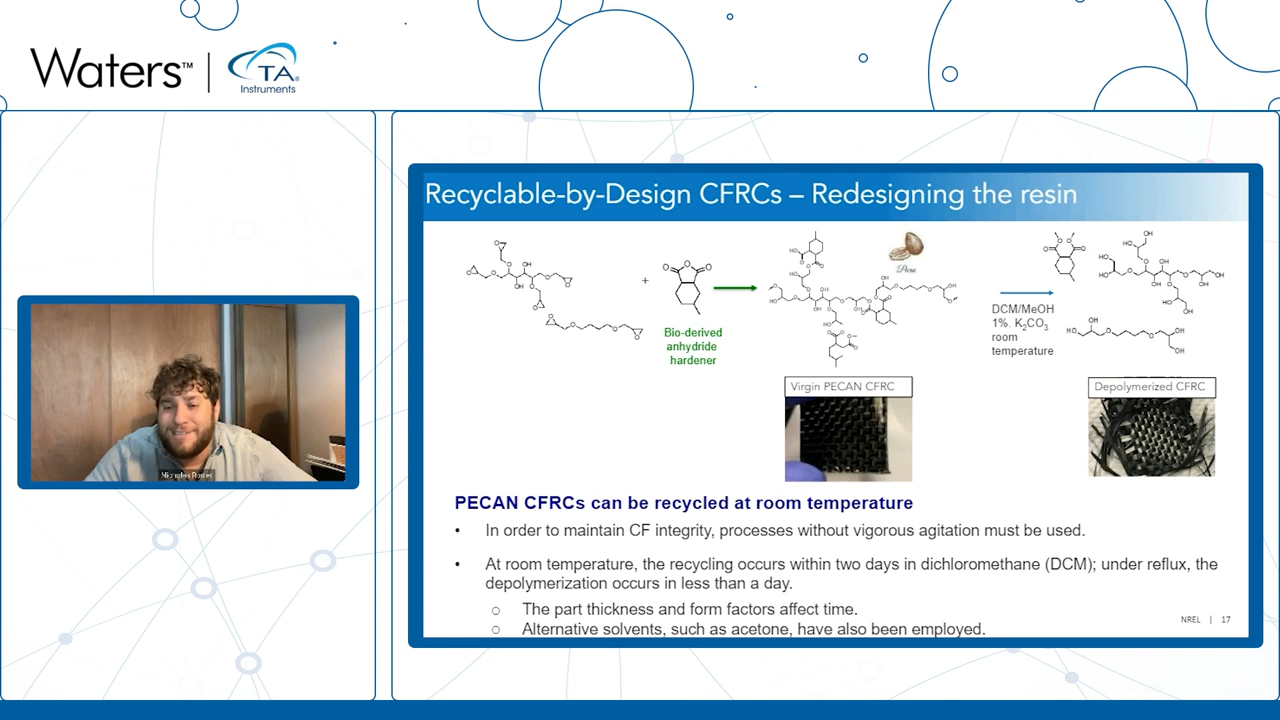 Waters™ | TA® Instruments
Recyclable-by-Design CFRCs – Redesigning the resin
+
Bio-derived
anhydride
hardener
DCM/MeOH
1%. K₂CO₃
room
temperature
Virgin PECAN CFRC
Depolymerized CFRC
PECAN CFRCs can be recycled at room temperature
• In order to maintain CF integrity, processes without vigorous agitation must be used.
• At room temperature, the recycling occurs within two days in dichloromethane (DCM); under reflux, the
depolymerization occurs in less than a day.
○ The part thickness and form factors affect time.
○ Alternative solvents, such as acetone, have also been employed.
NREL | 17